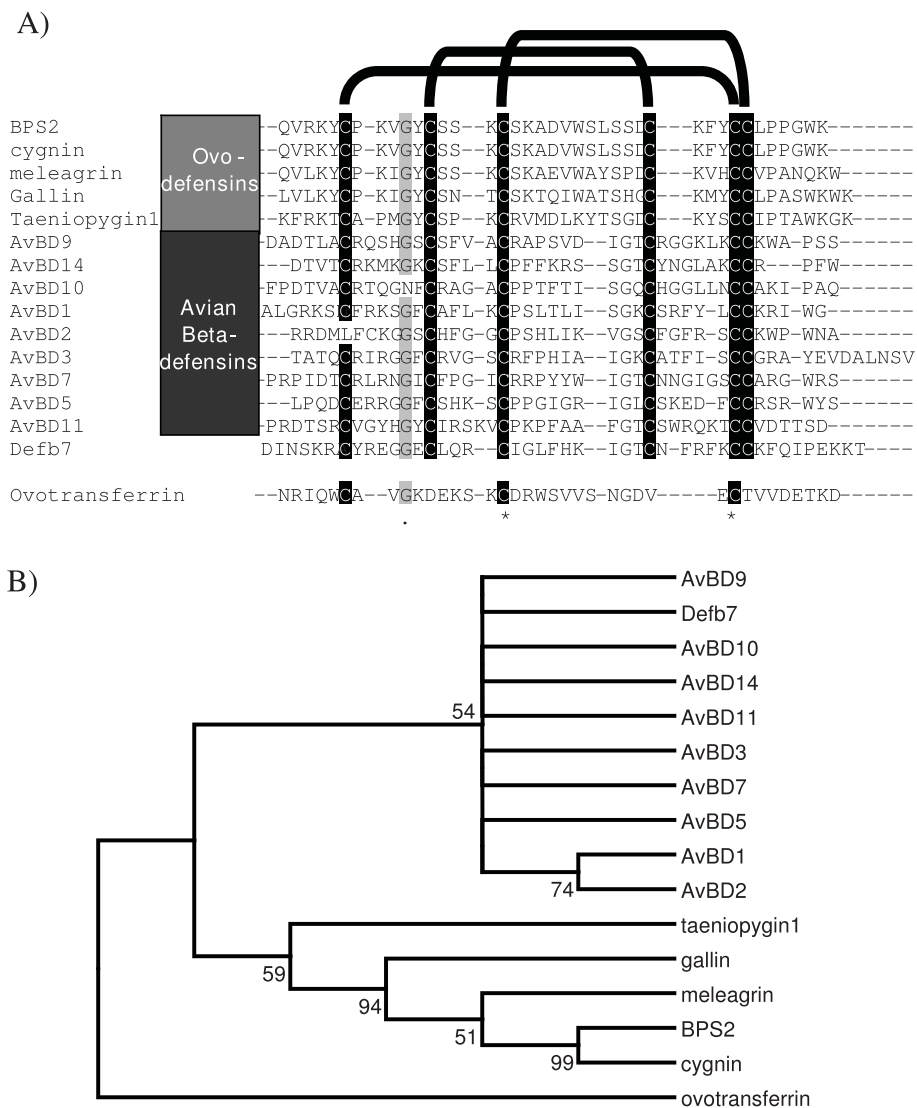 A)
BPS2 --QVRKYCP-KVGYCSS--KCSKADVWSLSSDC---KFYCCLPPGWK-------
cygnin --QVRKYCP-KVGYCSS--KCSKADVWSLSSDC---KFYCCLPPGWK-------
meleagrin --QVLKYCP-KIGYCSS--KCSKAEVWAYSPDC---KVHCCVPANQKW------
Gallin --LVLKYCP-KIGYCSN--TCSKTQIWATSHGC---KMYCCLPASWKWK-----
Taeniopygin1 --KFRKTCA-PMGYCSP--KCRVMDLKYTSGDC---KYSCCIPTAWKGK-----
AvBD9 -DADTLACRQSHGSCSFV-ACRAPSVD--IGTCRGGKLKCCKWA-PSS------
AvBD14 ---DTVTCRKMKGKCSFL-LCPFFKRS--SGTCYNGLAKCCR---PFW------
AvBD10 FPDTVACRTQGNFCRAG-ACPPTFTI--SGQCHGGLLNCCAKI-PAQ------
AvBD1 ALGRKSDCFRKSGFCAFL-KCPSLTLI--SGKCSRFY-LCCKRI-WG-------
AvBD2 ---RRDMLFCKGGSCHFG-GCPSHLIK--VGSCFGFR-SCCKWP-WNA------
AvBD3 ---TATQCRIRGGFCRVG-SCRFPHIA--IGKCATFI-SCCGRA-YEVDALNSV
AvBD7 -PRPIDTCRLRNGICFPG-ICRRPYYW--IGTCNNGIGSCCARG-WRS------
AvBD5 ---LPQDCERRGGFCSHK-SCPPGIGR--IGLCSKED-FCCRSR-WYS------
AvBD11 -PRDTSRCVGYHGYCIRSKVCPKPFAA--FGTCSWRQKTCCVDTTSD-------
Defb7 DINSKRACYREGGECLQR--CIGLFHK--IGTCN-FRFKCCKFQIPEKKT----
Ovo-
defensins
Avian
Beta-
defensins
Ovotransferrin --NRIQWCA--VGKDEKS-KCDRWSVVS-NGDV-----ECTVVDETKD------
. * *
B)
AvBD9
Defb7
AvBD10
AvBD14
54
AvBD11
AvBD3
AvBD7
AvBD5
AvBD1
74
AvBD2
taeniopygin1
59
gallin
94
meleagrin
51
BPS2
99
cygnin
ovotransferrin